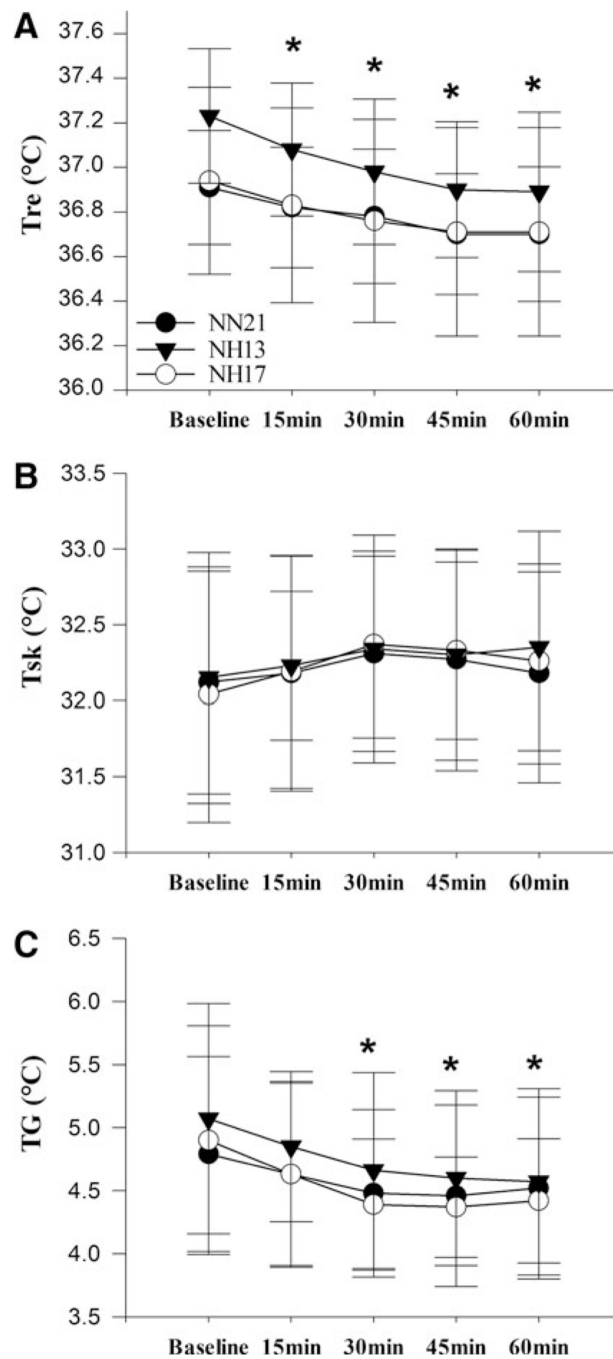 A
37.6
37.4
37.2
37.0
36.8
36.6
36.4
36.2
36.0
Tre (°C)
* * * *
NN21
NH13
NH17
Baseline 15min 30min 45min 60min
B
33.5
33.0
32.5
32.0
31.5
31.0
Tsk (°C)
Baseline 15min 30min 45min 60min
C
6.5
6.0
5.5
5.0
4.5
4.0
3.5
TG (°C)
* * *
Baseline 15min 30min 45min 60min